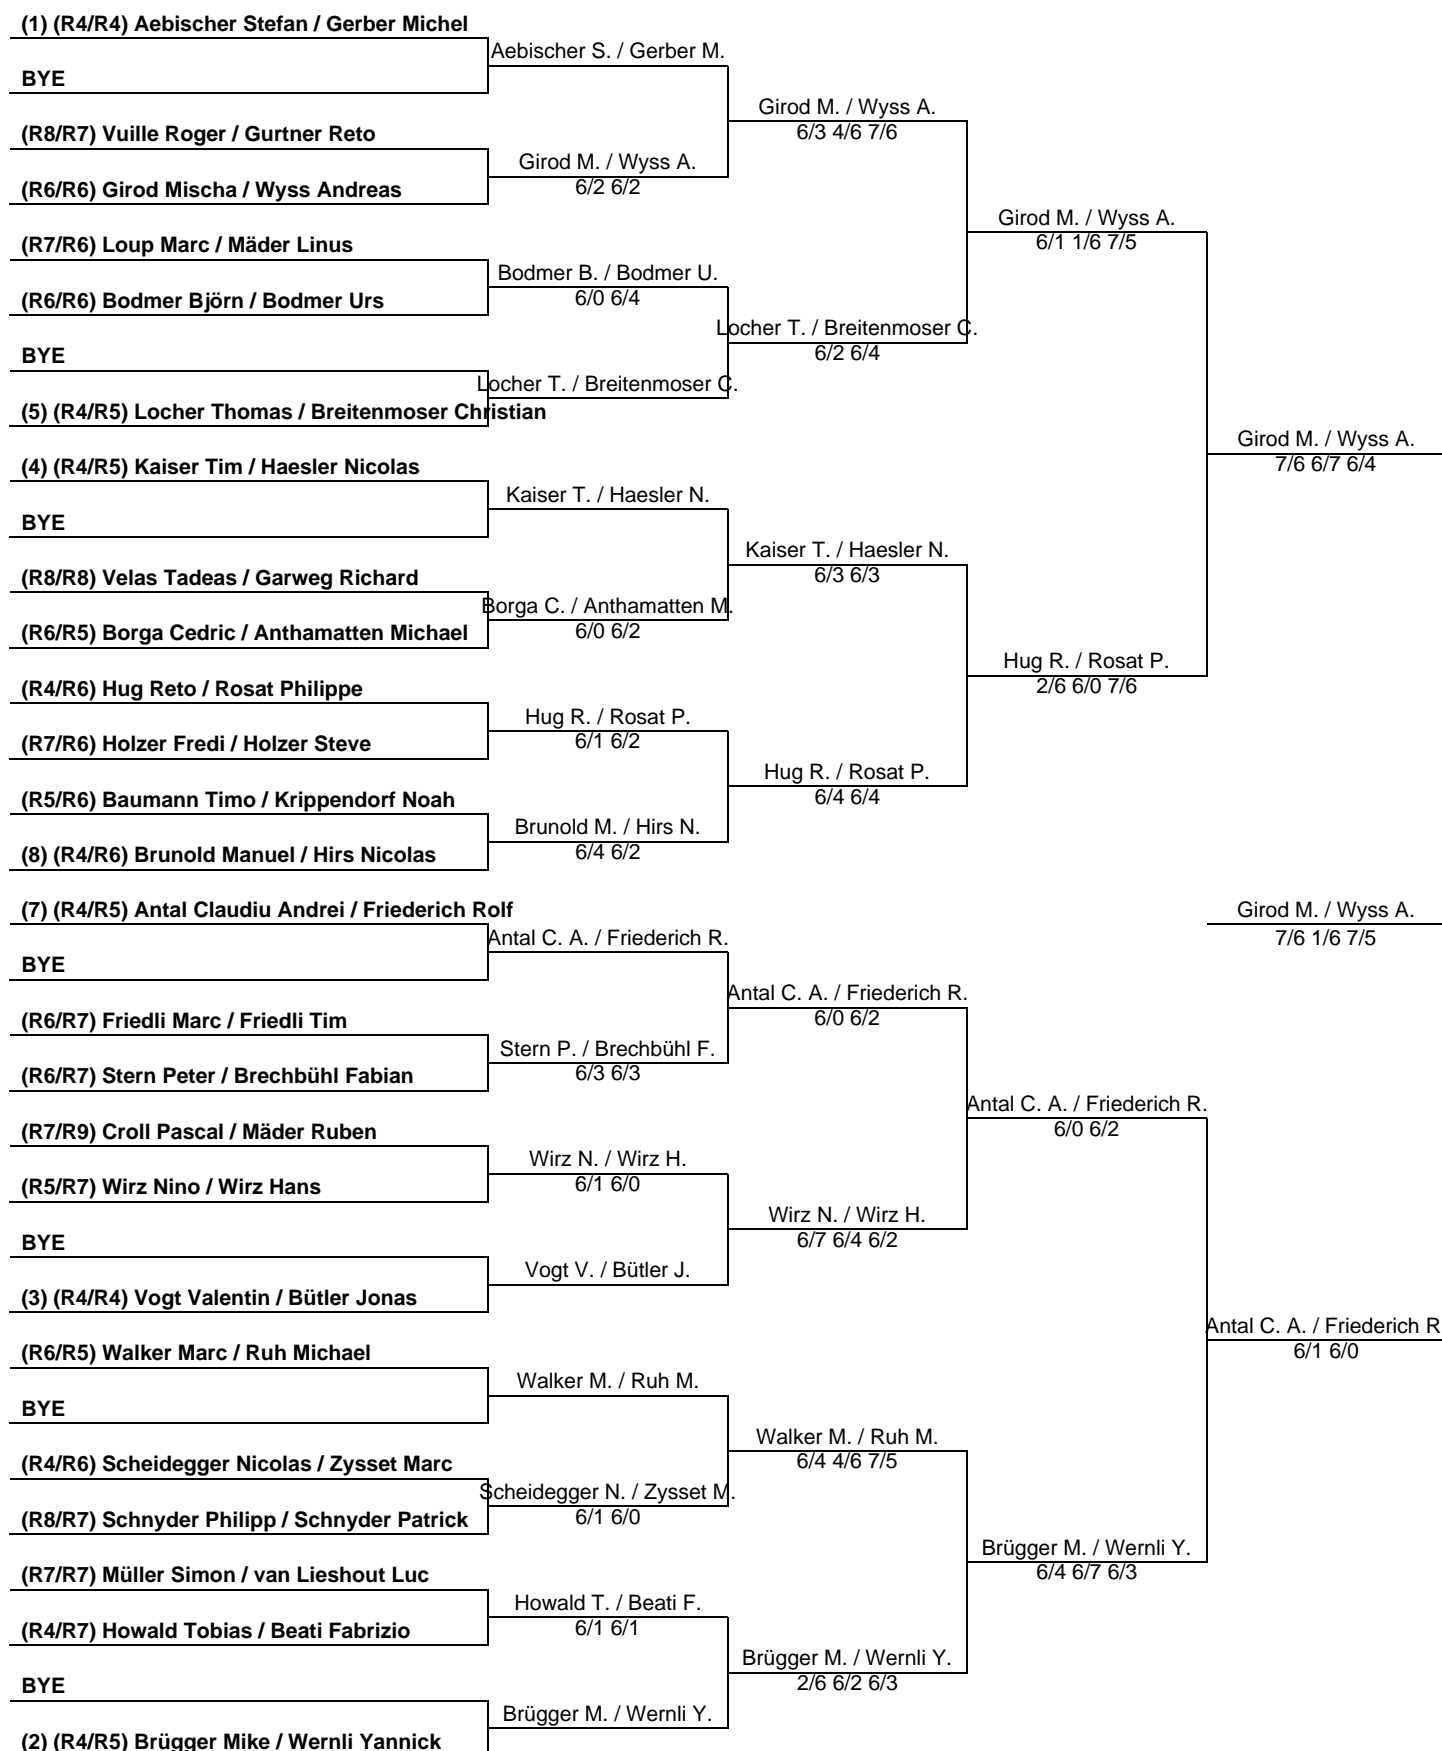 (1) (R4/R4) Aebischer Stefan / Gerber Michel
Aebischer S. / Gerber M.
BYE
Girod M. / Wyss A.
6/3 4/6 7/6
(R8/R7) Vuille Roger / Gurtner Reto
Girod M. / Wyss A.
6/2 6/2
(R6/R6) Girod Mischa / Wyss Andreas
Girod M. / Wyss A.
6/1 1/6 7/5
(R7/R6) Loup Marc / Mäder Linus
Bodmer B. / Bodmer U.
6/0 6/4
(R6/R6) Bodmer Björn / Bodmer Urs
Locher T. / Breitenmoser C.
6/2 6/4
BYE
Locher T. / Breitenmoser C.
(5) (R4/R5) Locher Thomas / Breitenmoser Christian
Girod M. / Wyss A.
7/6 6/7 6/4
(4) (R4/R5) Kaiser Tim / Haesler Nicolas
Kaiser T. / Haesler N.
BYE
Kaiser T. / Haesler N.
6/3 6/3
(R8/R8) Velas Tadeas / Garweg Richard
Borga C. / Anthamatten M.
6/0 6/2
(R6/R5) Borga Cedric / Anthamatten Michael
Hug R. / Rosat P.
2/6 6/0 7/6
(R4/R6) Hug Reto / Rosat Philippe
Hug R. / Rosat P.
6/1 6/2
(R7/R6) Holzer Fredi / Holzer Steve
Hug R. / Rosat P.
6/4 6/4
(R5/R6) Baumann Timo / Krippendorf Noah
Brunold M. / Hirs N.
6/4 6/2
(8) (R4/R6) Brunold Manuel / Hirs Nicolas
(7) (R4/R5) Antal Claudiu Andrei / Friederich Rolf
Girod M. / Wyss A.
7/6 1/6 7/5
Antal C. A. / Friederich R.
BYE
Antal C. A. / Friederich R.
6/0 6/2
(R6/R7) Friedli Marc / Friedli Tim
Stern P. / Brechbühl F.
6/3 6/3
(R6/R7) Stern Peter / Brechbühl Fabian
Antal C. A. / Friederich R.
6/0 6/2
(R7/R9) Croll Pascal / Mäder Ruben
Wirz N. / Wirz H.
6/1 6/0
(R5/R7) Wirz Nino / Wirz Hans
Wirz N. / Wirz H.
6/7 6/4 6/2
BYE
Vogt V. / Bütler J.
(3) (R4/R4) Vogt Valentin / Bütler Jonas
Antal C. A. / Friederich R
6/1 6/0
(R6/R5) Walker Marc / Ruh Michael
Walker M. / Ruh M.
BYE
Walker M. / Ruh M.
6/4 4/6 7/5
(R4/R6) Scheidegger Nicolas / Zysset Marc
Scheidegger N. / Zysset M.
6/1 6/0
(R8/R7) Schnyder Philipp / Schnyder Patrick
Brügger M. / Wernli Y.
6/4 6/7 6/3
(R7/R7) Müller Simon / van Lieshout Luc
Howald T. / Beati F.
6/1 6/1
(R4/R7) Howald Tobias / Beati Fabrizio
Brügger M. / Wernli Y.
2/6 6/2 6/3
BYE
Brügger M. / Wernli Y.
(2) (R4/R5) Brügger Mike / Wernli Yannick